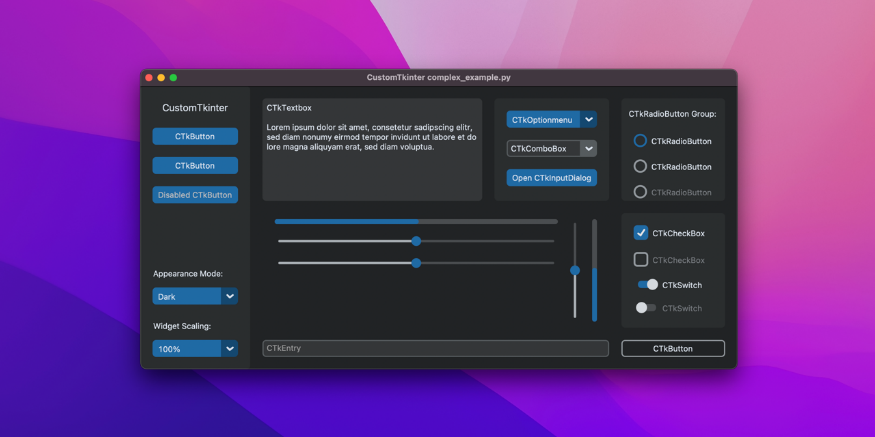 CustomTkinter complex_example.py
CustomTkinter
CTkButton
CTkButton
Disabled CTkButton
Appearance Mode:
Dark
Widget Scaling:
100%
CTkTextbox
Lorem ipsum dolor sit amet, consetetur sadipscing elitr,
sed diam nonumy eirmod tempor invidunt ut labore et do
lore magna aliquyam erat, sed diam voluptua.
CTkOptionmenu
CTkComboBox
Open CTkInputDialog
CTkRadioButton Group:
CTkRadioButton
CTkRadioButton
CTkRadioButton
CTkCheckBox
CTkCheckBox
CTkSwitch
CTkSwitch
CTkEntry
CTkButton